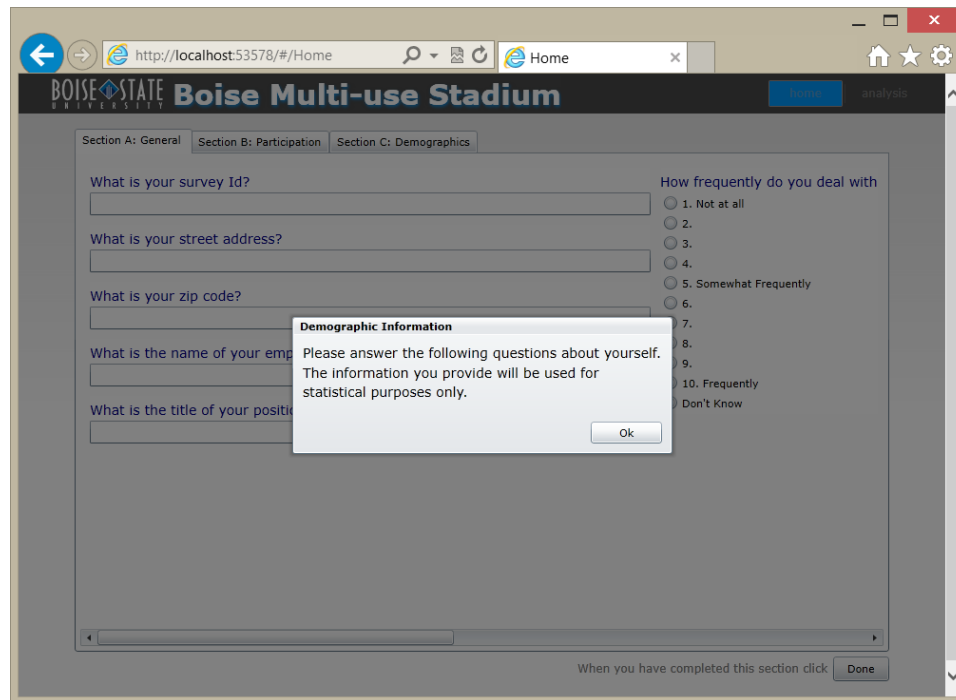 http://localhost:53578/#/Home
Home
BOISE STATE
UNIVERSITY
Boise Multi-use Stadium
home
analysis
Section A: General
Section B: Participation
Section C: Demographics
What is your survey Id?
What is your street address?
What is your zip code?
What is the name of your emp
What is the title of your positio
How frequently do you deal with
1. Not at all
2.
3.
4.
5. Somewhat Frequently
6.
7.
8.
9.
10. Frequently
Don't Know
Demographic Information
Please answer the following questions about yourself.
The information you provide will be used for
statistical purposes only.
Ok
When you have completed this section click
Done